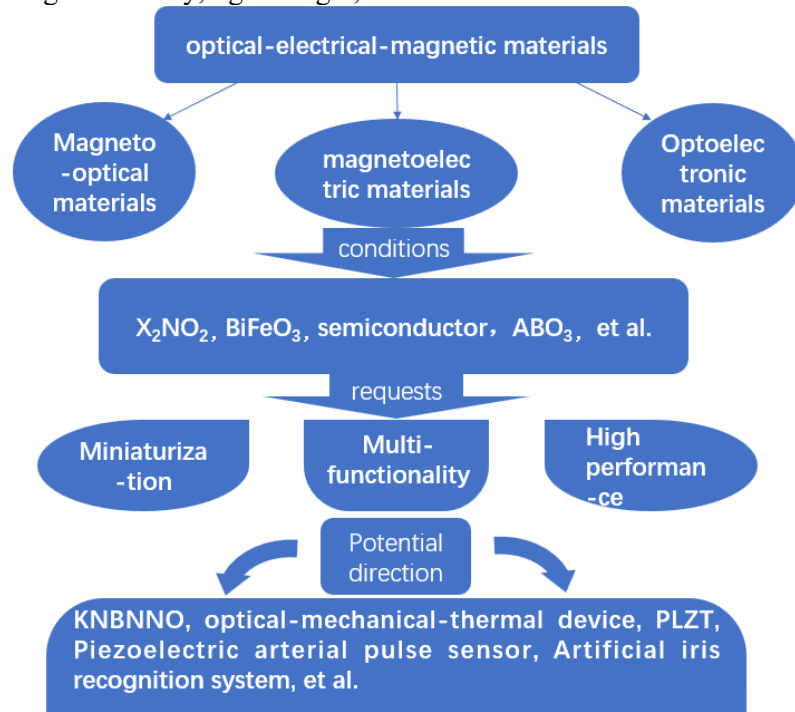 optical-electrical-magnetic materials
Magneto
-optical
materials
magnetoelec
tric materials
Optoelec
tronic
materials
conditions
X₂NO₂, BiFeO₃, semiconductor，ABO₃, et al.
requests
Miniaturiza
-tion
Multi-
functionality
High
performan
-ce
Potential
direction
KNBNNO, optical-mechanical-thermal device, PLZT,
Piezoelectric arterial pulse sensor, Artificial iris
recognition system, et al.